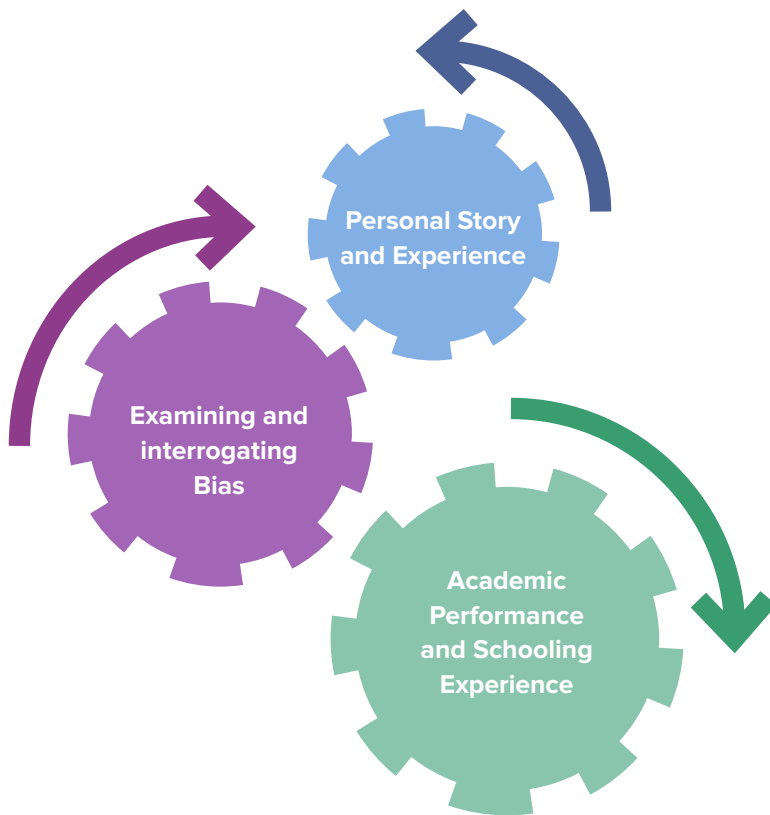 Personal Story
and Experience
Examining and
interrogating
Bias
Academic
Performance
and Schooling
Experience